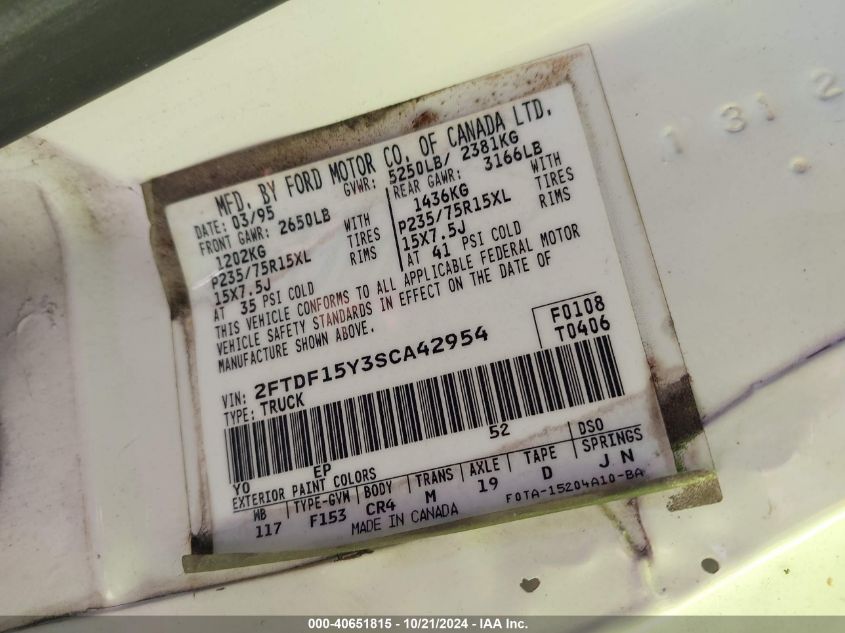 1 31 2
MFD. BY FORD MOTOR CO. OF CANADA LTD.
DATE: 03/95 GVWR: 5250LB/ 2381KG
FRONT GAWR: 2650LB REAR GAWR: 3166LB
1202KG WITH 1436KG WITH
P235/75R15XL TIRES P235/75R15XL TIRES
15X7.5J RIMS 15X7.5J RIMS
AT 35 PSI COLD AT 41 PSI COLD
THIS VEHICLE CONFORMS TO ALL APPLICABLE FEDERAL MOTOR
VEHICLE SAFETY STANDARDS IN EFFECT ON THE DATE OF
MANUFACTURE SHOWN ABOVE.
F0108
T0406
VIN: 2FTDF15Y3SCA42954
TYPE: TRUCK
YO EP 52 DSO
EXTERIOR PAINT COLORS
WB TYPE-GVW BODY TRANS AXLE TAPE SPRINGS
117 F153 CR4 M 19 D J N
MADE IN CANADA F0TA-15204A10-BA
000-40651815 - 10/21/2024 - IAA Inc.